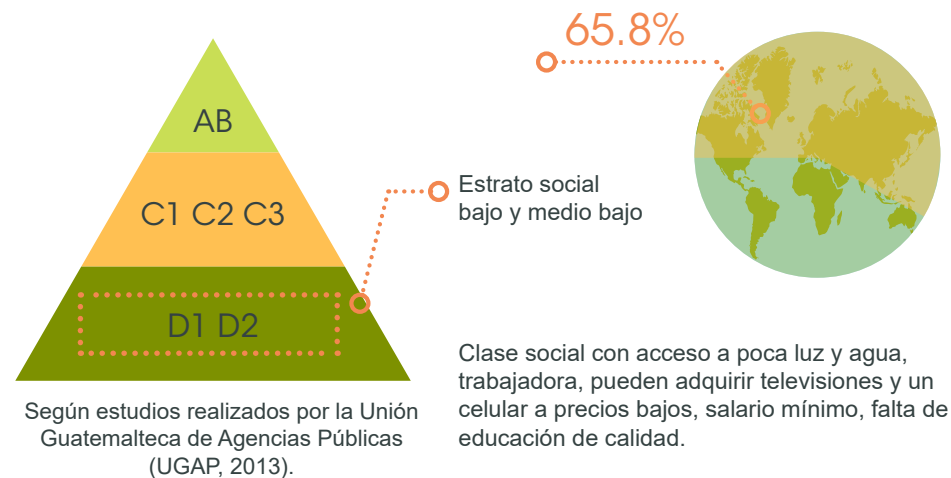 65.8%
AB
C1 C2 C3
D1 D2
Estrato social
bajo y medio bajo
Según estudios realizados por la Unión
Guatemalteca de Agencias Públicas
(UGAP, 2013).
Clase social con acceso a poca luz y agua,
trabajadora, pueden adquirir televisiones y un
celular a precios bajos, salario mínimo, falta de
educación de calidad.